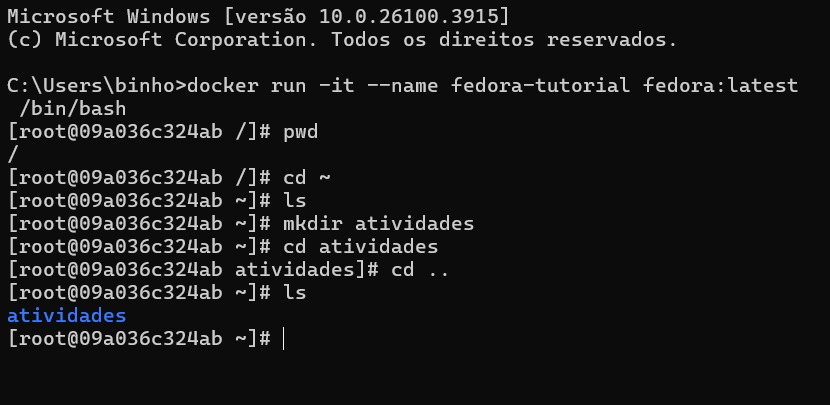 Microsoft Windows [versão 10.0.26100.3915]
(c) Microsoft Corporation. Todos os direitos reservados.
C:\Users\binho>docker run -it --name fedora-tutorial fedora:latest
 /bin/bash
[root@09a036c324ab /]# pwd
/
[root@09a036c324ab /]# cd ~
[root@09a036c324ab ~]# ls
[root@09a036c324ab ~]# mkdir atividades
[root@09a036c324ab ~]# cd atividades
[root@09a036c324ab atividades]# cd ..
[root@09a036c324ab ~]# ls
atividades
[root@09a036c324ab ~]#